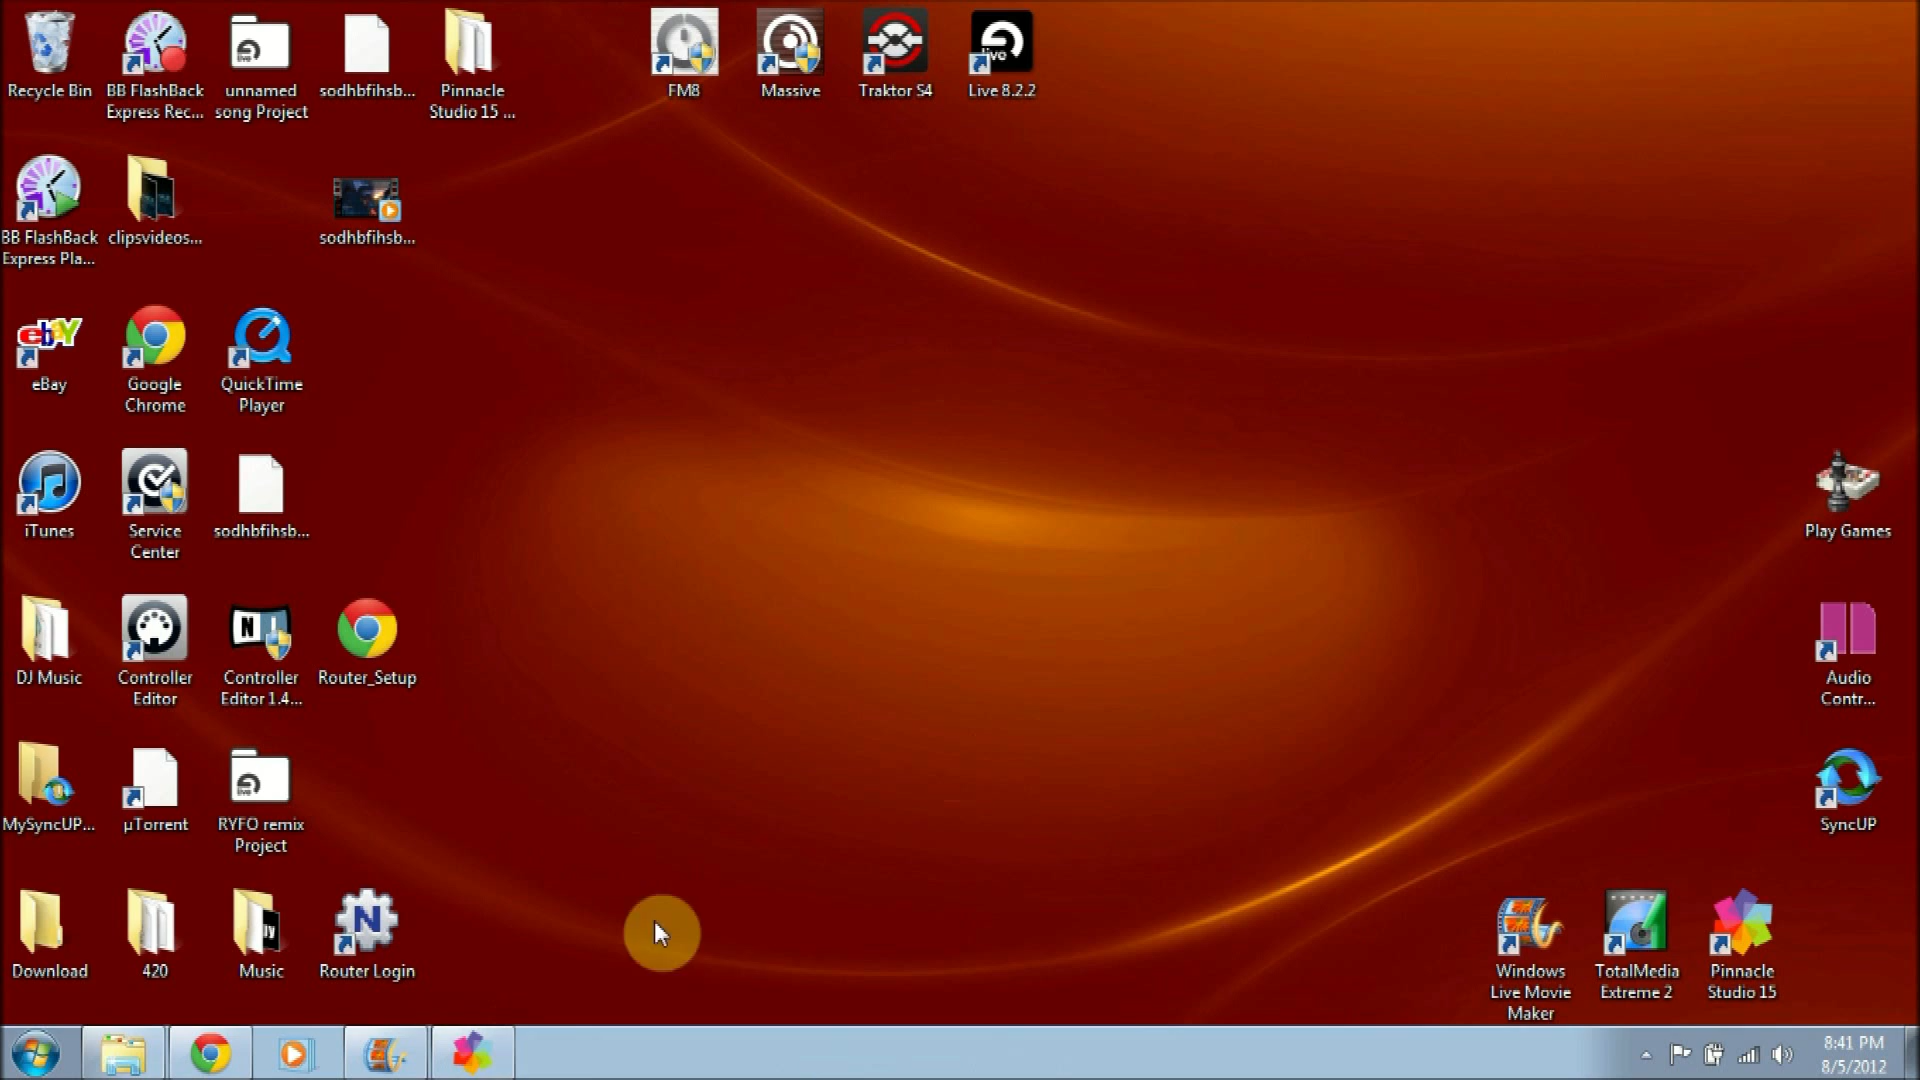 Recycle Bin
BB FlashBack
Express Rec...
unnamed
song Project
sodhbfihsb...
Pinnacle
Studio 15 ...
FM8
Massive
Traktor S4
live
Live 8.2.2
BB FlashBack
Express Pla...
clipsvideos...
sodhbfihsb...
ebaY
eBay
Google
Chrome
QuickTime
Player
iTunes
Service
Center
sodhbfihsb...
Play Games
DJ Music
Controller
Editor
N I
Controller
Editor 1.4...
Router_Setup
Audio
Contr...
MySyncUP...
µTorrent
live
RYFO remix
Project
SyncUP
Download
420
Music
N
Router Login
Windows
Live Movie
Maker
TotalMedia
Extreme 2
Pinnacle
Studio 15
8:41 PM
8/5/2012